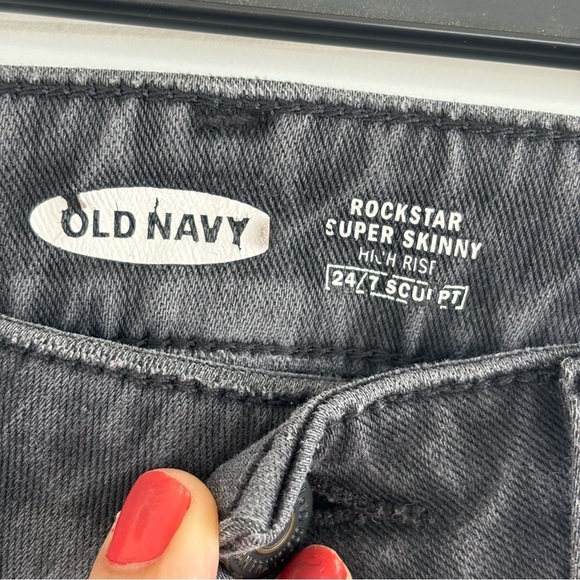 OLD NAVY
ROCKSTAR
SUPER SKINNY
HIGH RISE
24/7 SCULPT